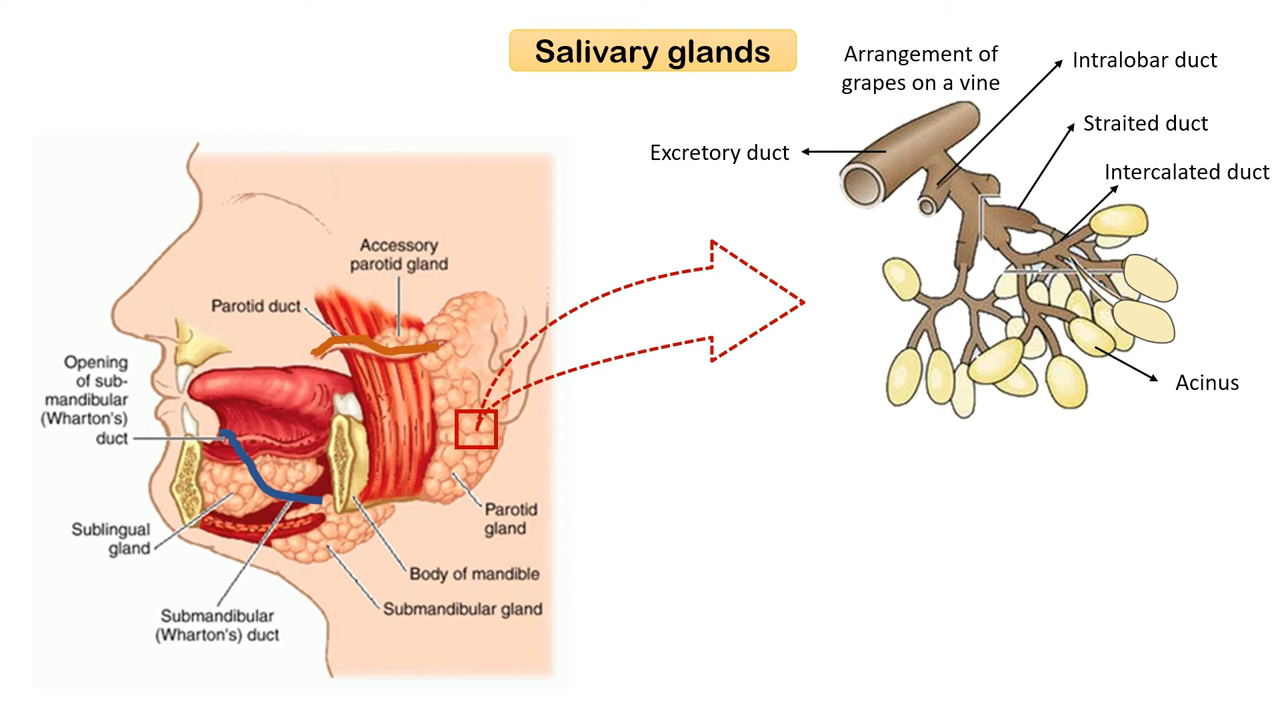 Salivary glands
Arrangement of
grapes on a vine
Intralobar duct
Straited duct
Excretory duct
Intercalated duct
Acinus
Accessory
parotid gland
Parotid duct
Opening
of sub-
mandibular
(Wharton's)
duct
Parotid
gland
Sublingual
gland
Body of mandible
Submandibular gland
Submandibular
(Wharton's) duct